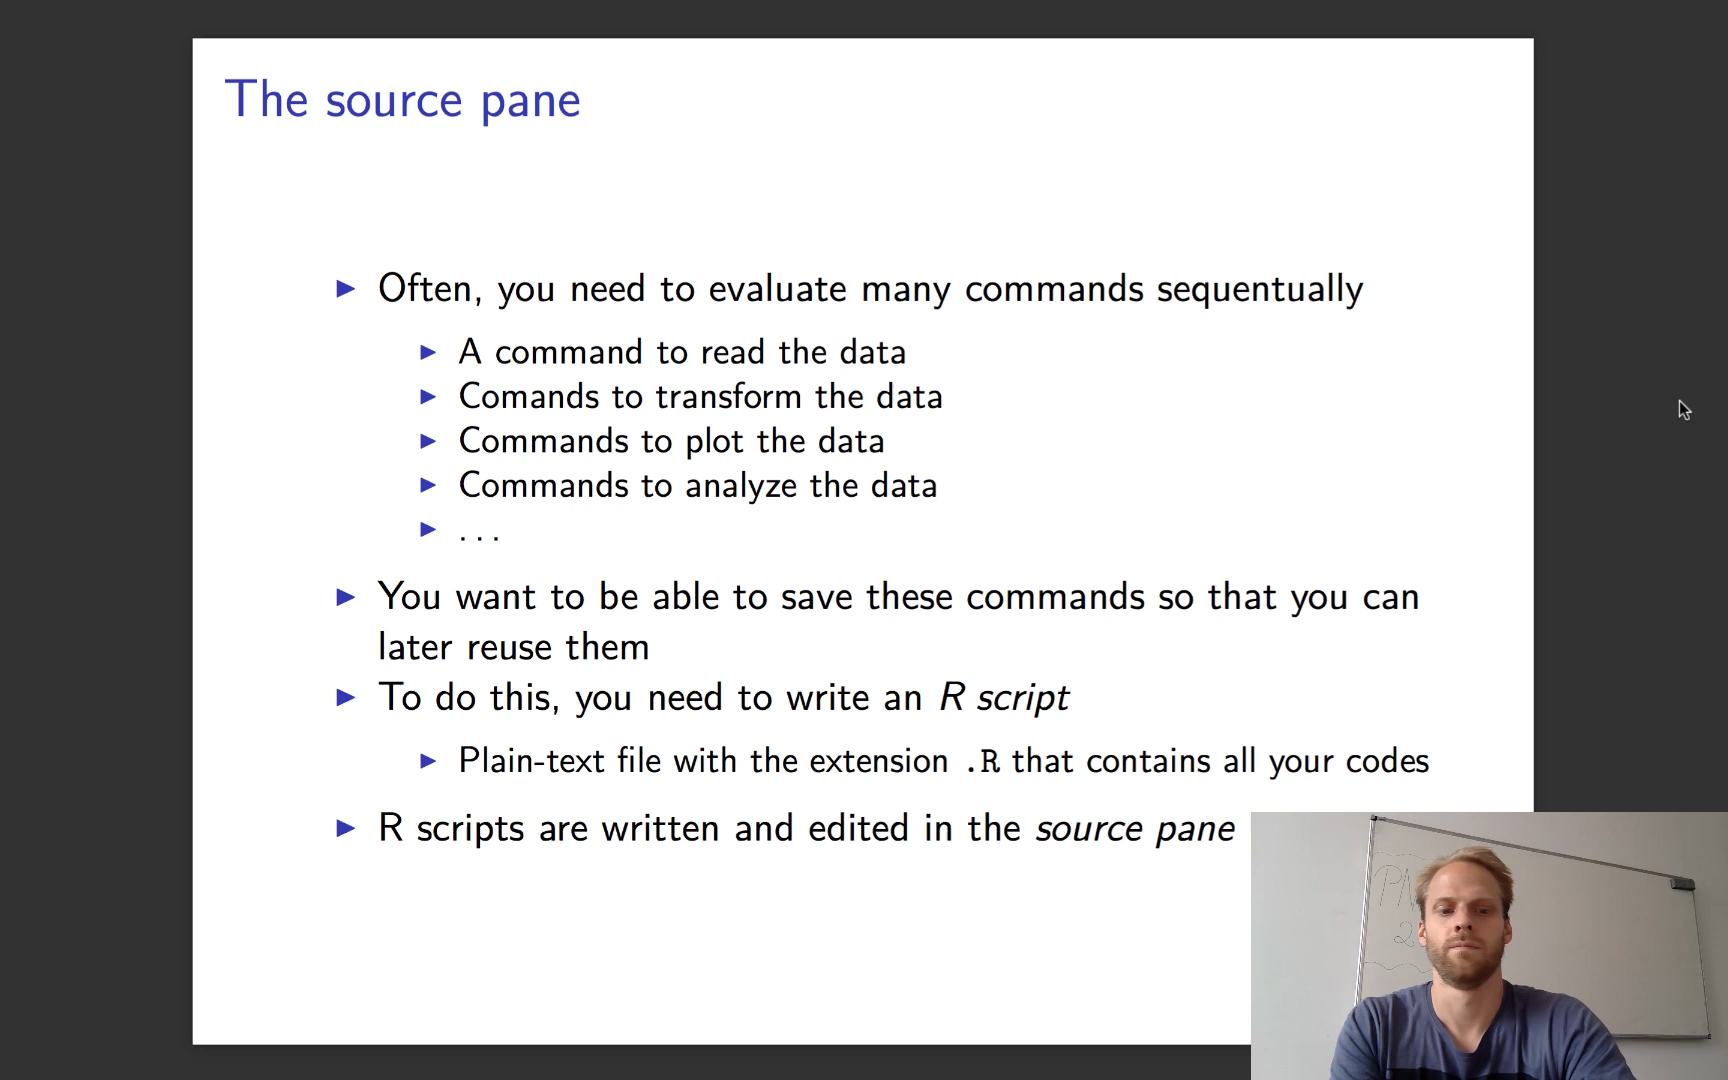 The source pane
▶ Often, you need to evaluate many commands sequentually
▶ A command to read the data
▶ Comands to transform the data
▶ Commands to plot the data
▶ Commands to analyze the data
▶ ...
▶ You want to be able to save these commands so that you can
later reuse them
▶ To do this, you need to write an R script
▶ Plain-text file with the extension .R that contains all your codes
▶ R scripts are written and edited in the source pane